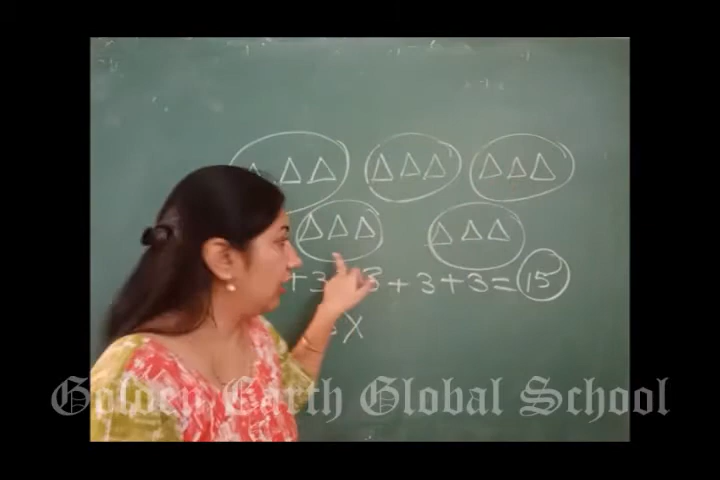 + 3 + 3 + 3 + 3 = 15
X
Golden Earth Global School